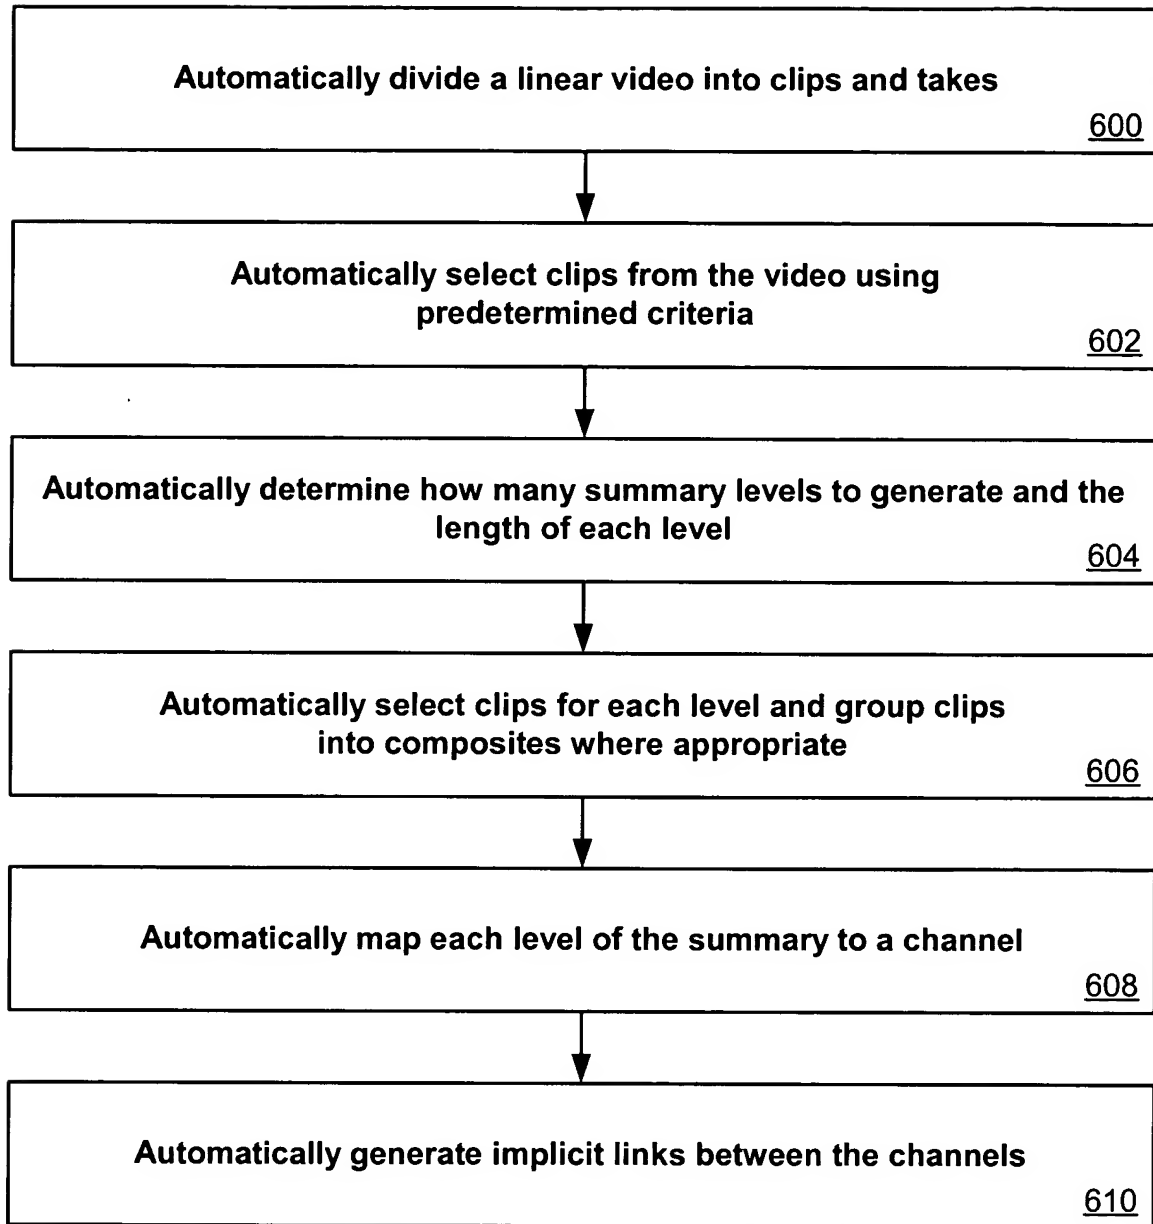 Automatically divide a linear video into clips and takes
600
Automatically select clips from the video using
predetermined criteria
602
Automatically determine how many summary levels to generate and the
length of each level
604
Automatically select clips for each level and group clips
into composites where appropriate
606
Automatically map each level of the summary to a channel
608
Automatically generate implicit links between the channels
610